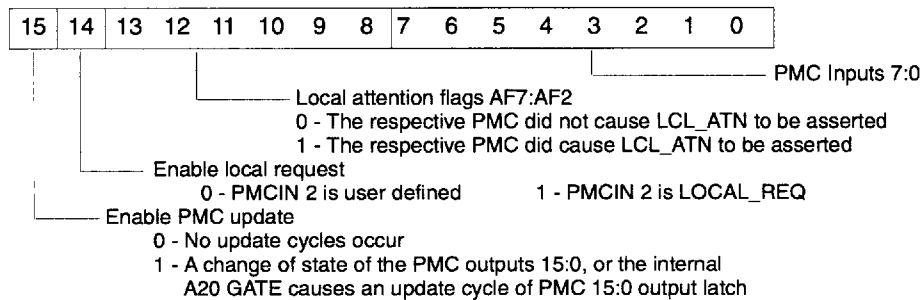 15 14 13 12 11 10 9 8 7 6 5 4 3 2 1 0
PMC Inputs 7:0
Local attention flags AF7:AF2
0 - The respective PMC did not cause LCL_ATN to be asserted
1 - The respective PMC did cause LCL_ATN to be asserted
Enable local request
0 - PMCIN 2 is user defined 1 - PMCIN 2 is LOCAL_REQ
Enable PMC update
0 - No update cycles occur
1 - A change of state of the PMC outputs 15:0, or the internal
A20 GATE causes an update cycle of PMC 15:0 output latch